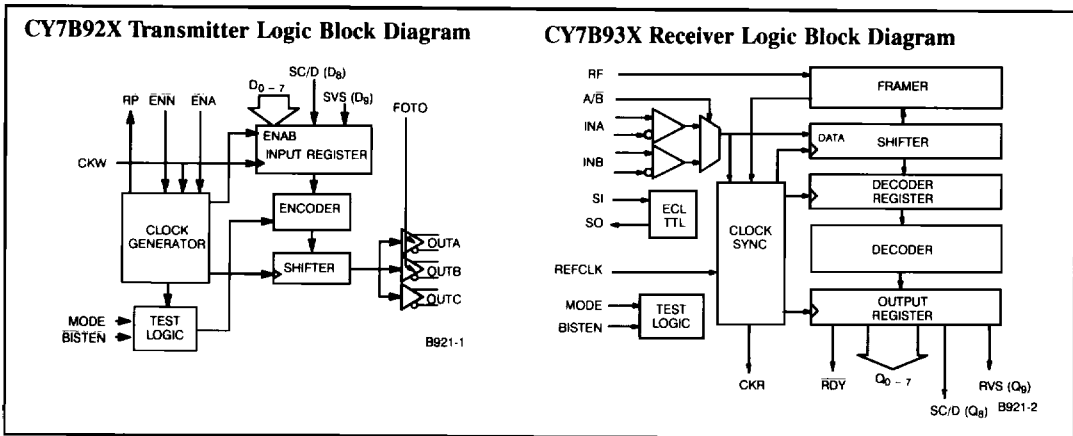 CY7B92X Transmitter Logic Block Diagram
SC/D (D8)
D0 – 7
SVS (D9)
RP
ENN
ENA
FOTO
ENAB
INPUT REGISTER
CKW
ENCODER
CLOCK
GENERATOR
SHIFTER
OUTA
OUTB
OUTC
MODE
BISTEN
TEST
LOGIC
B921-1
CY7B93X Receiver Logic Block Diagram
RF
FRAMER
A/B
INA
DATA
SHIFTER
INB
DECODER
REGISTER
SI
SO
ECL
TTL
CLOCK
SYNC
DECODER
REFCLK
MODE
BISTEN
TEST
LOGIC
OUTPUT
REGISTER
CKR
RDY
Q0 – 7
SC/D (Q8)
RVS (Q9)
B921-2